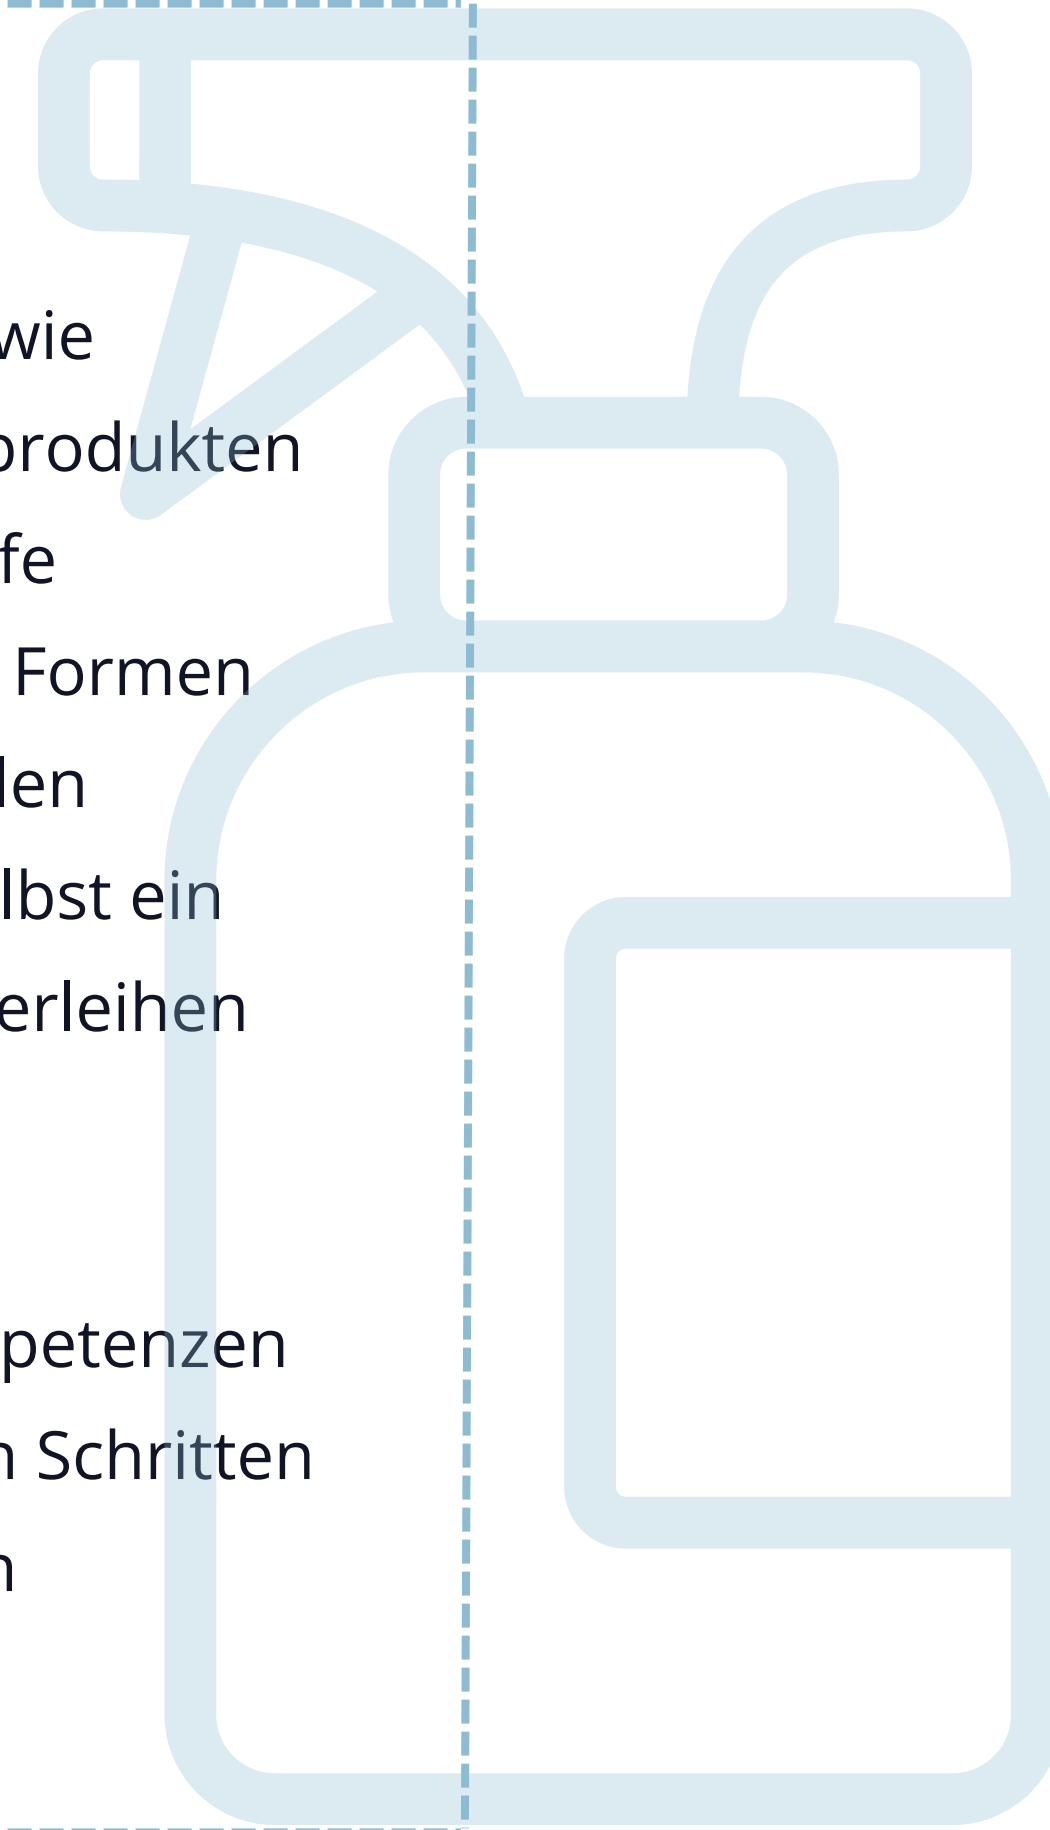 wie
produkten
fe
Formen
len
lbst ein
erleihen
petenzen
n Schritten
n